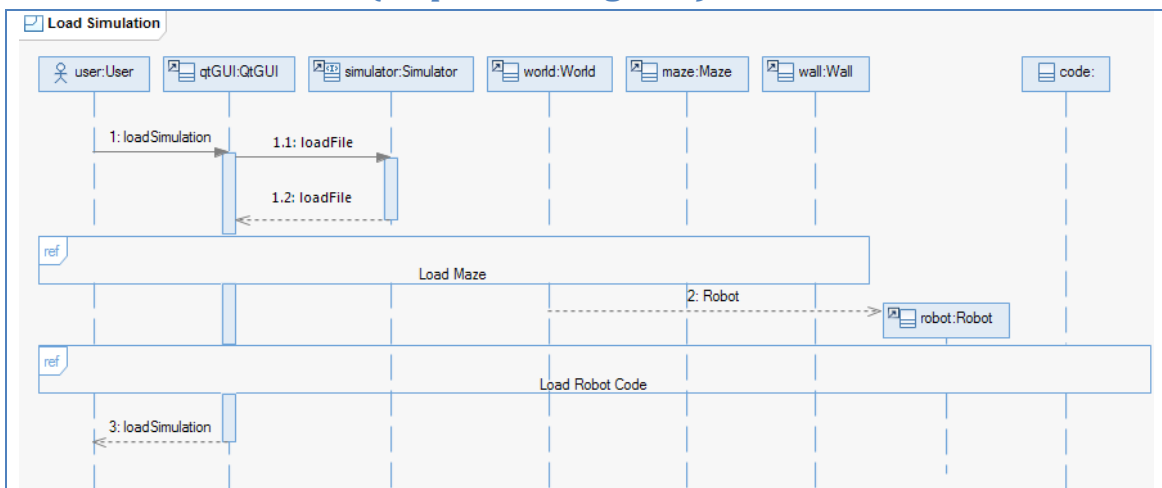 Load Simulation
user:User
qtGUI:QtGUI
simulator:Simulator
world:World
maze:Maze
wall:Wall
code:
1: loadSimulation
1.1: loadFile
1.2: loadFile
ref
Load Maze
2: Robot
robot:Robot
ref
Load Robot Code
3: loadSimulation